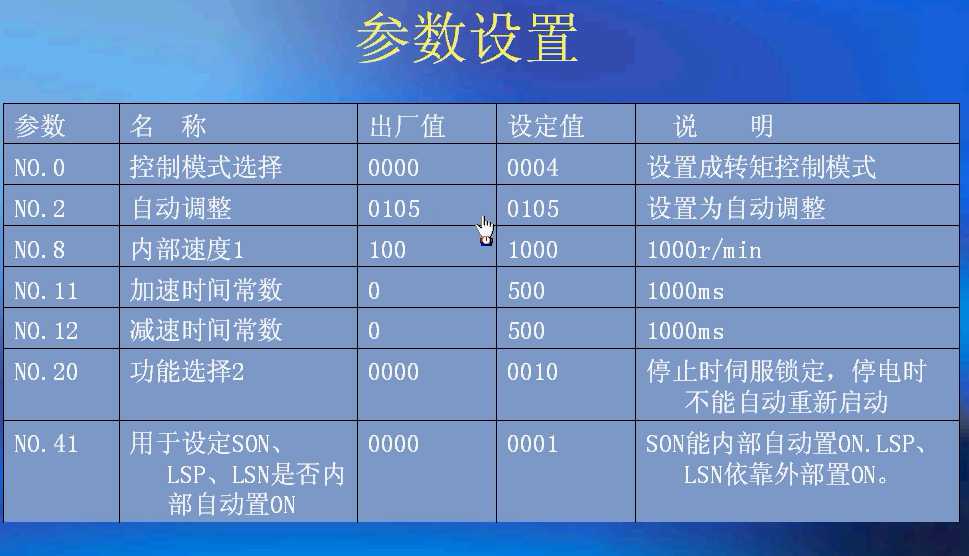 参数设置
参数 名 称 出厂值 设定值 说 明
NO.0 控制模式选择 0000 0004 设置成转矩控制模式
NO.2 自动调整 0105 0105 设置为自动调整
NO.8 内部速度1 100 1000 1000r/min
NO.11 加速时间常数 0 500 1000ms
NO.12 减速时间常数 0 500 1000ms
NO.20 功能选择2 0000 0010 停止时伺服锁定，停电时
不能自动重新启动
NO.41 用于设定SON、 0000 0001 SON能内部自动置ON.LSP、
LSP、LSN是否内 LSN依靠外部置ON。
部自动置ON